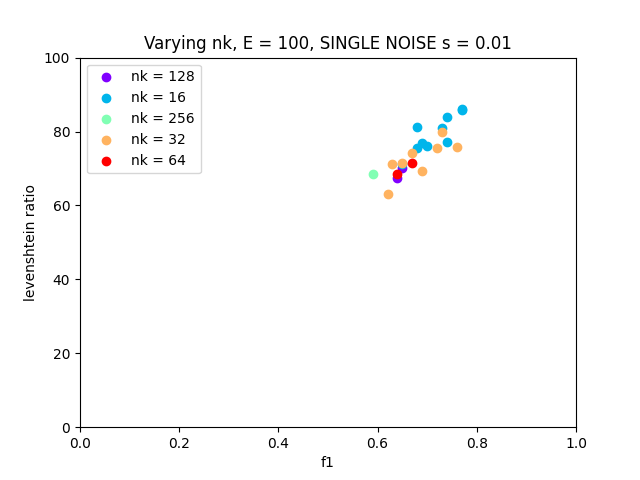 Varying nk, E = 100, SINGLE NOISE s = 0.01
100
80
60
40
20
0
levenshtein ratio
nk = 128
nk = 16
nk = 256
nk = 32
nk = 64
0.0 0.2 0.4 0.6 0.8 1.0
f1